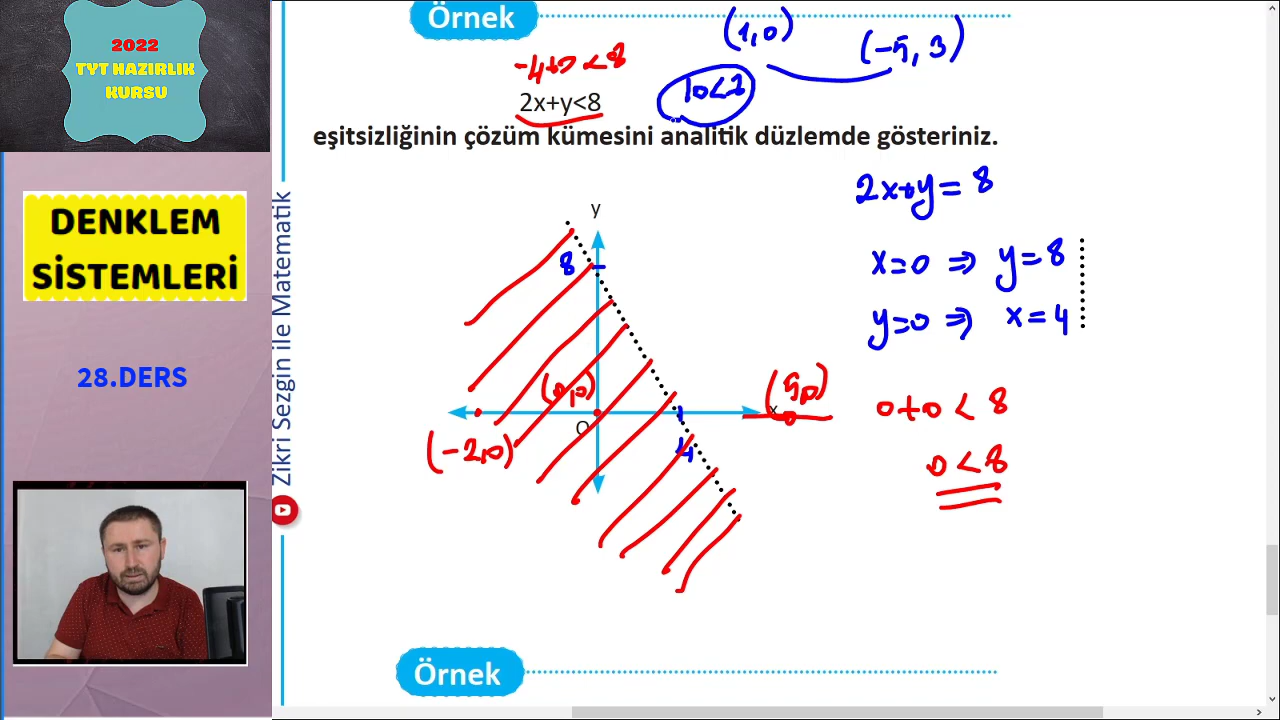 2022
TYT HAZIRLIK
KURSU
DENKLEM
SİSTEMLERİ
28.DERS
Zikri Sezgin ile Matematik
Örnek
(1,0)
(-5,3)
-4+0<8
10<2
2x+y<8
eşitsizliğinin çözüm kümesini analitik düzlemde gösteriniz.
2x+y=8
x=0 ⇒ y=8
y=0 ⇒ x=4
0+0<8
0<8
y
8
(0,0)
(5,0)
x
O
(-2,0)
4
Örnek